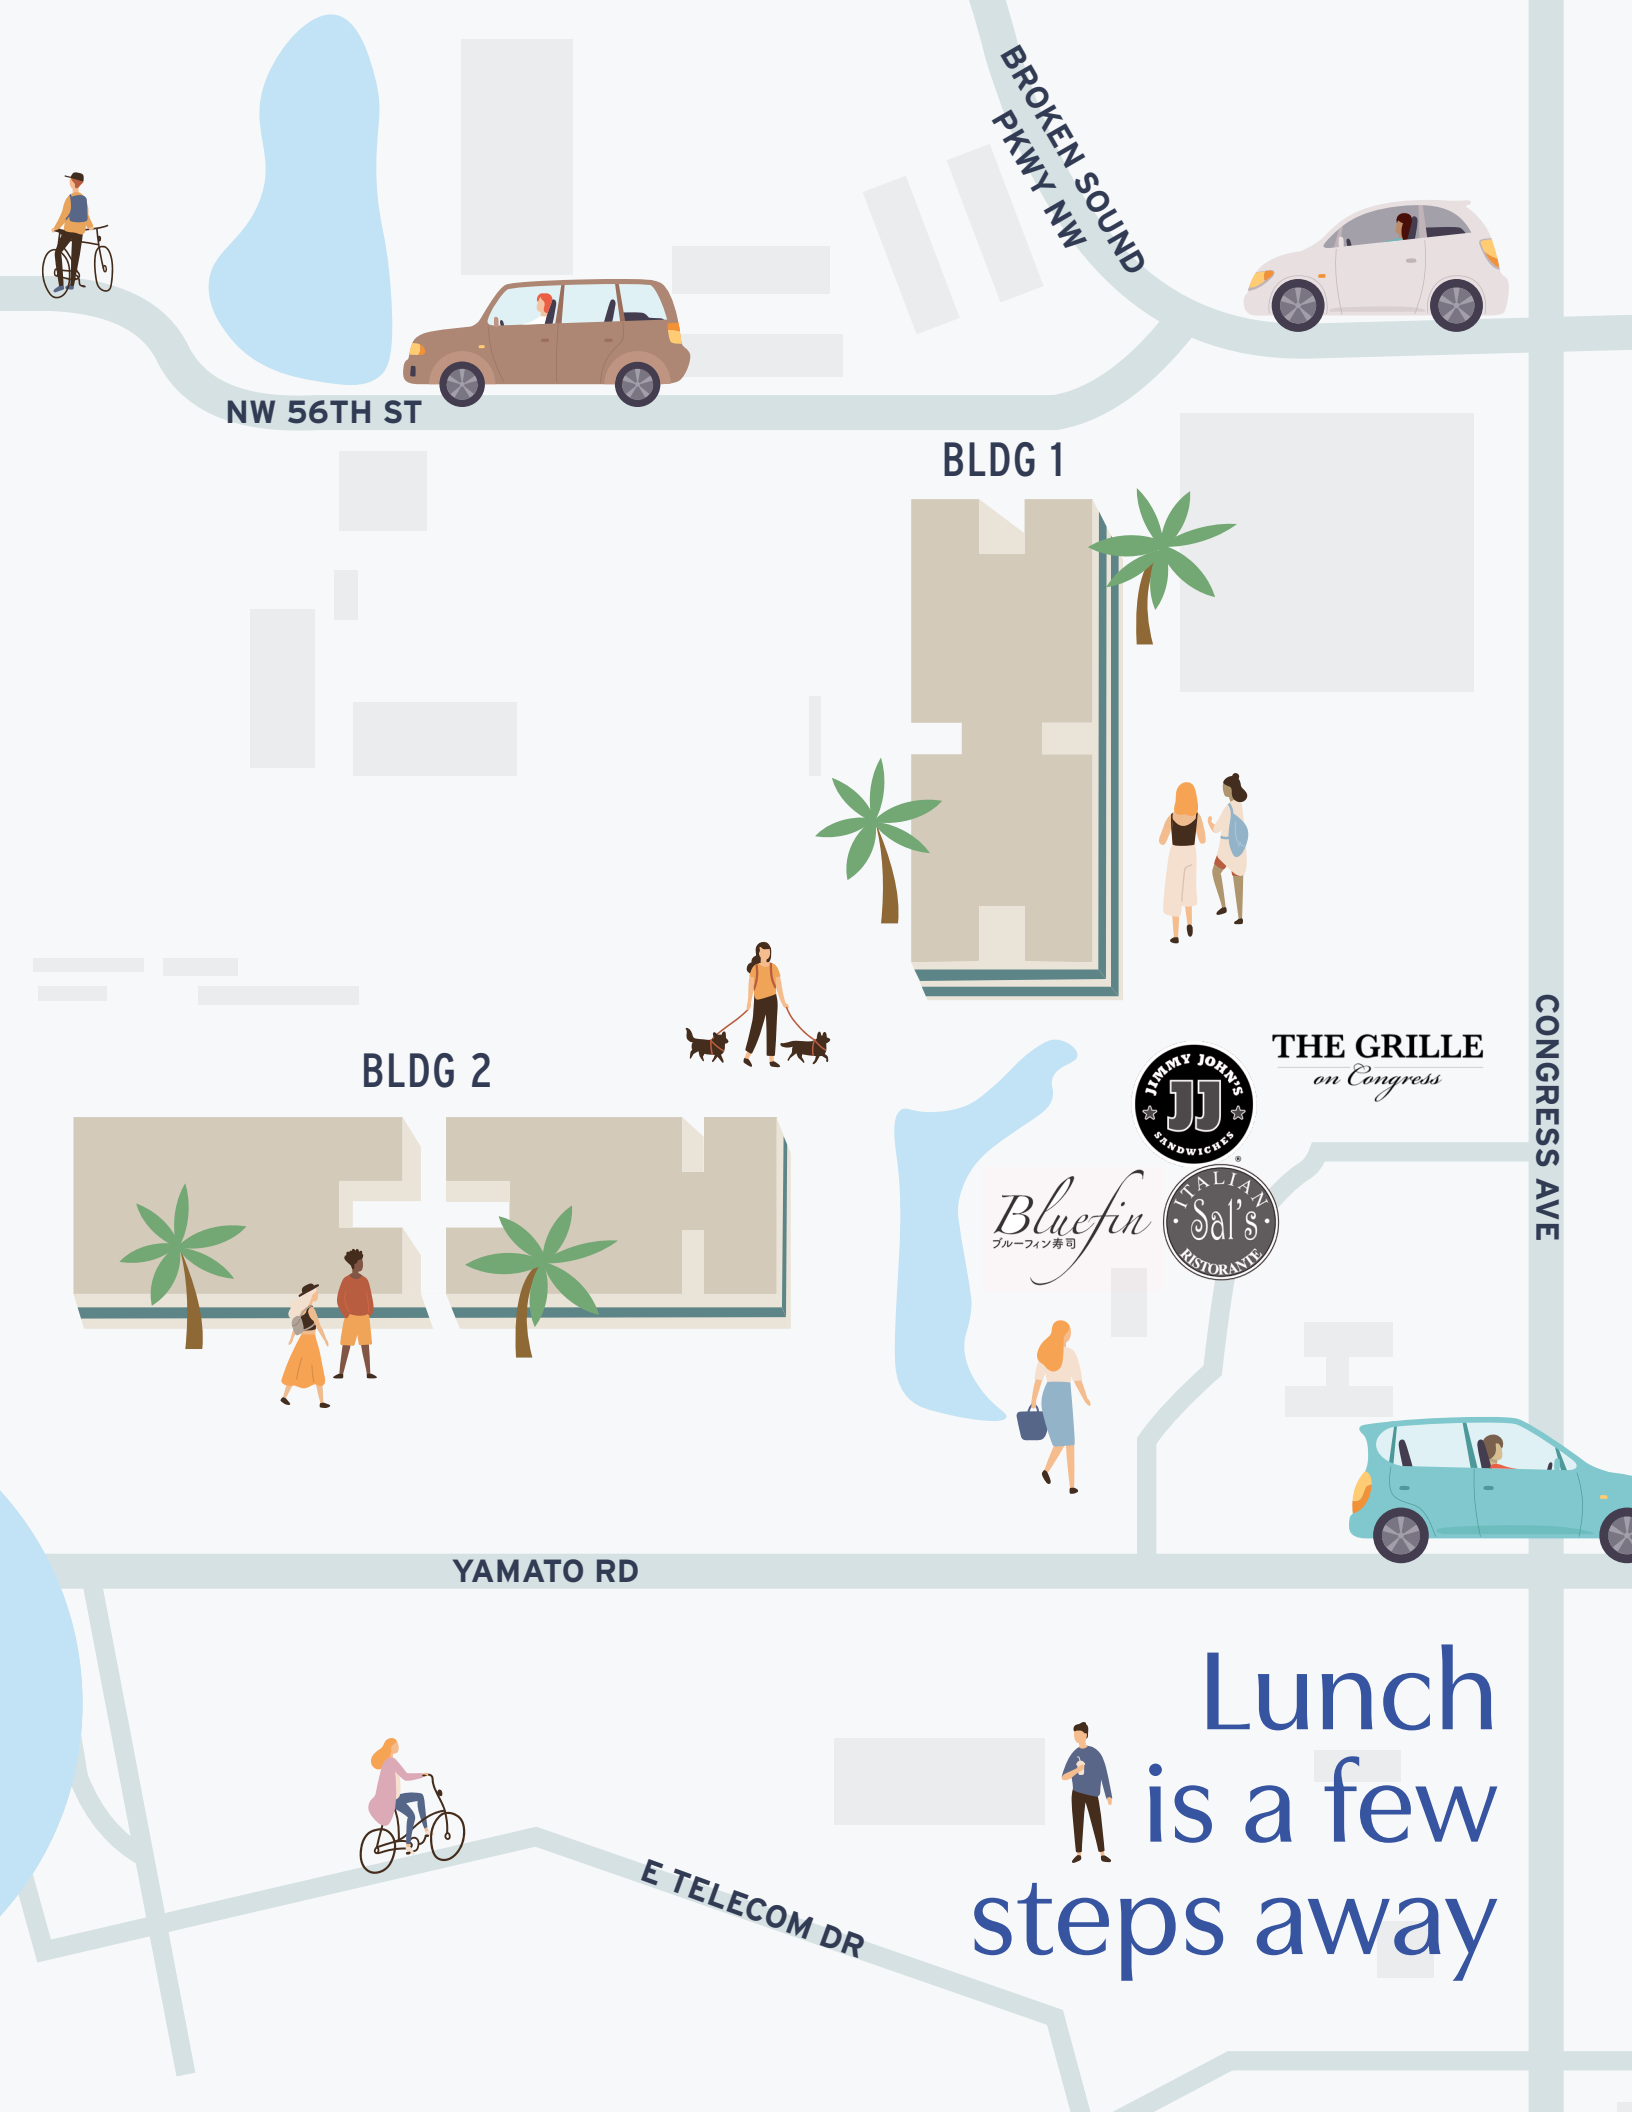 BROKEN SOUND
PKWY NW
NW 56TH ST
BLDG 1
CONGRESS AVE
THE GRILLE
on Congress
JIMMY JOHN'S
JJ
SANDWICHES
®
BLDG 2
Bluefin
ブルーフィン寿司
ITALIAN
Sal's
RISTORANTE
YAMATO RD
Lunch
is a few
steps away
E TELECOM DR